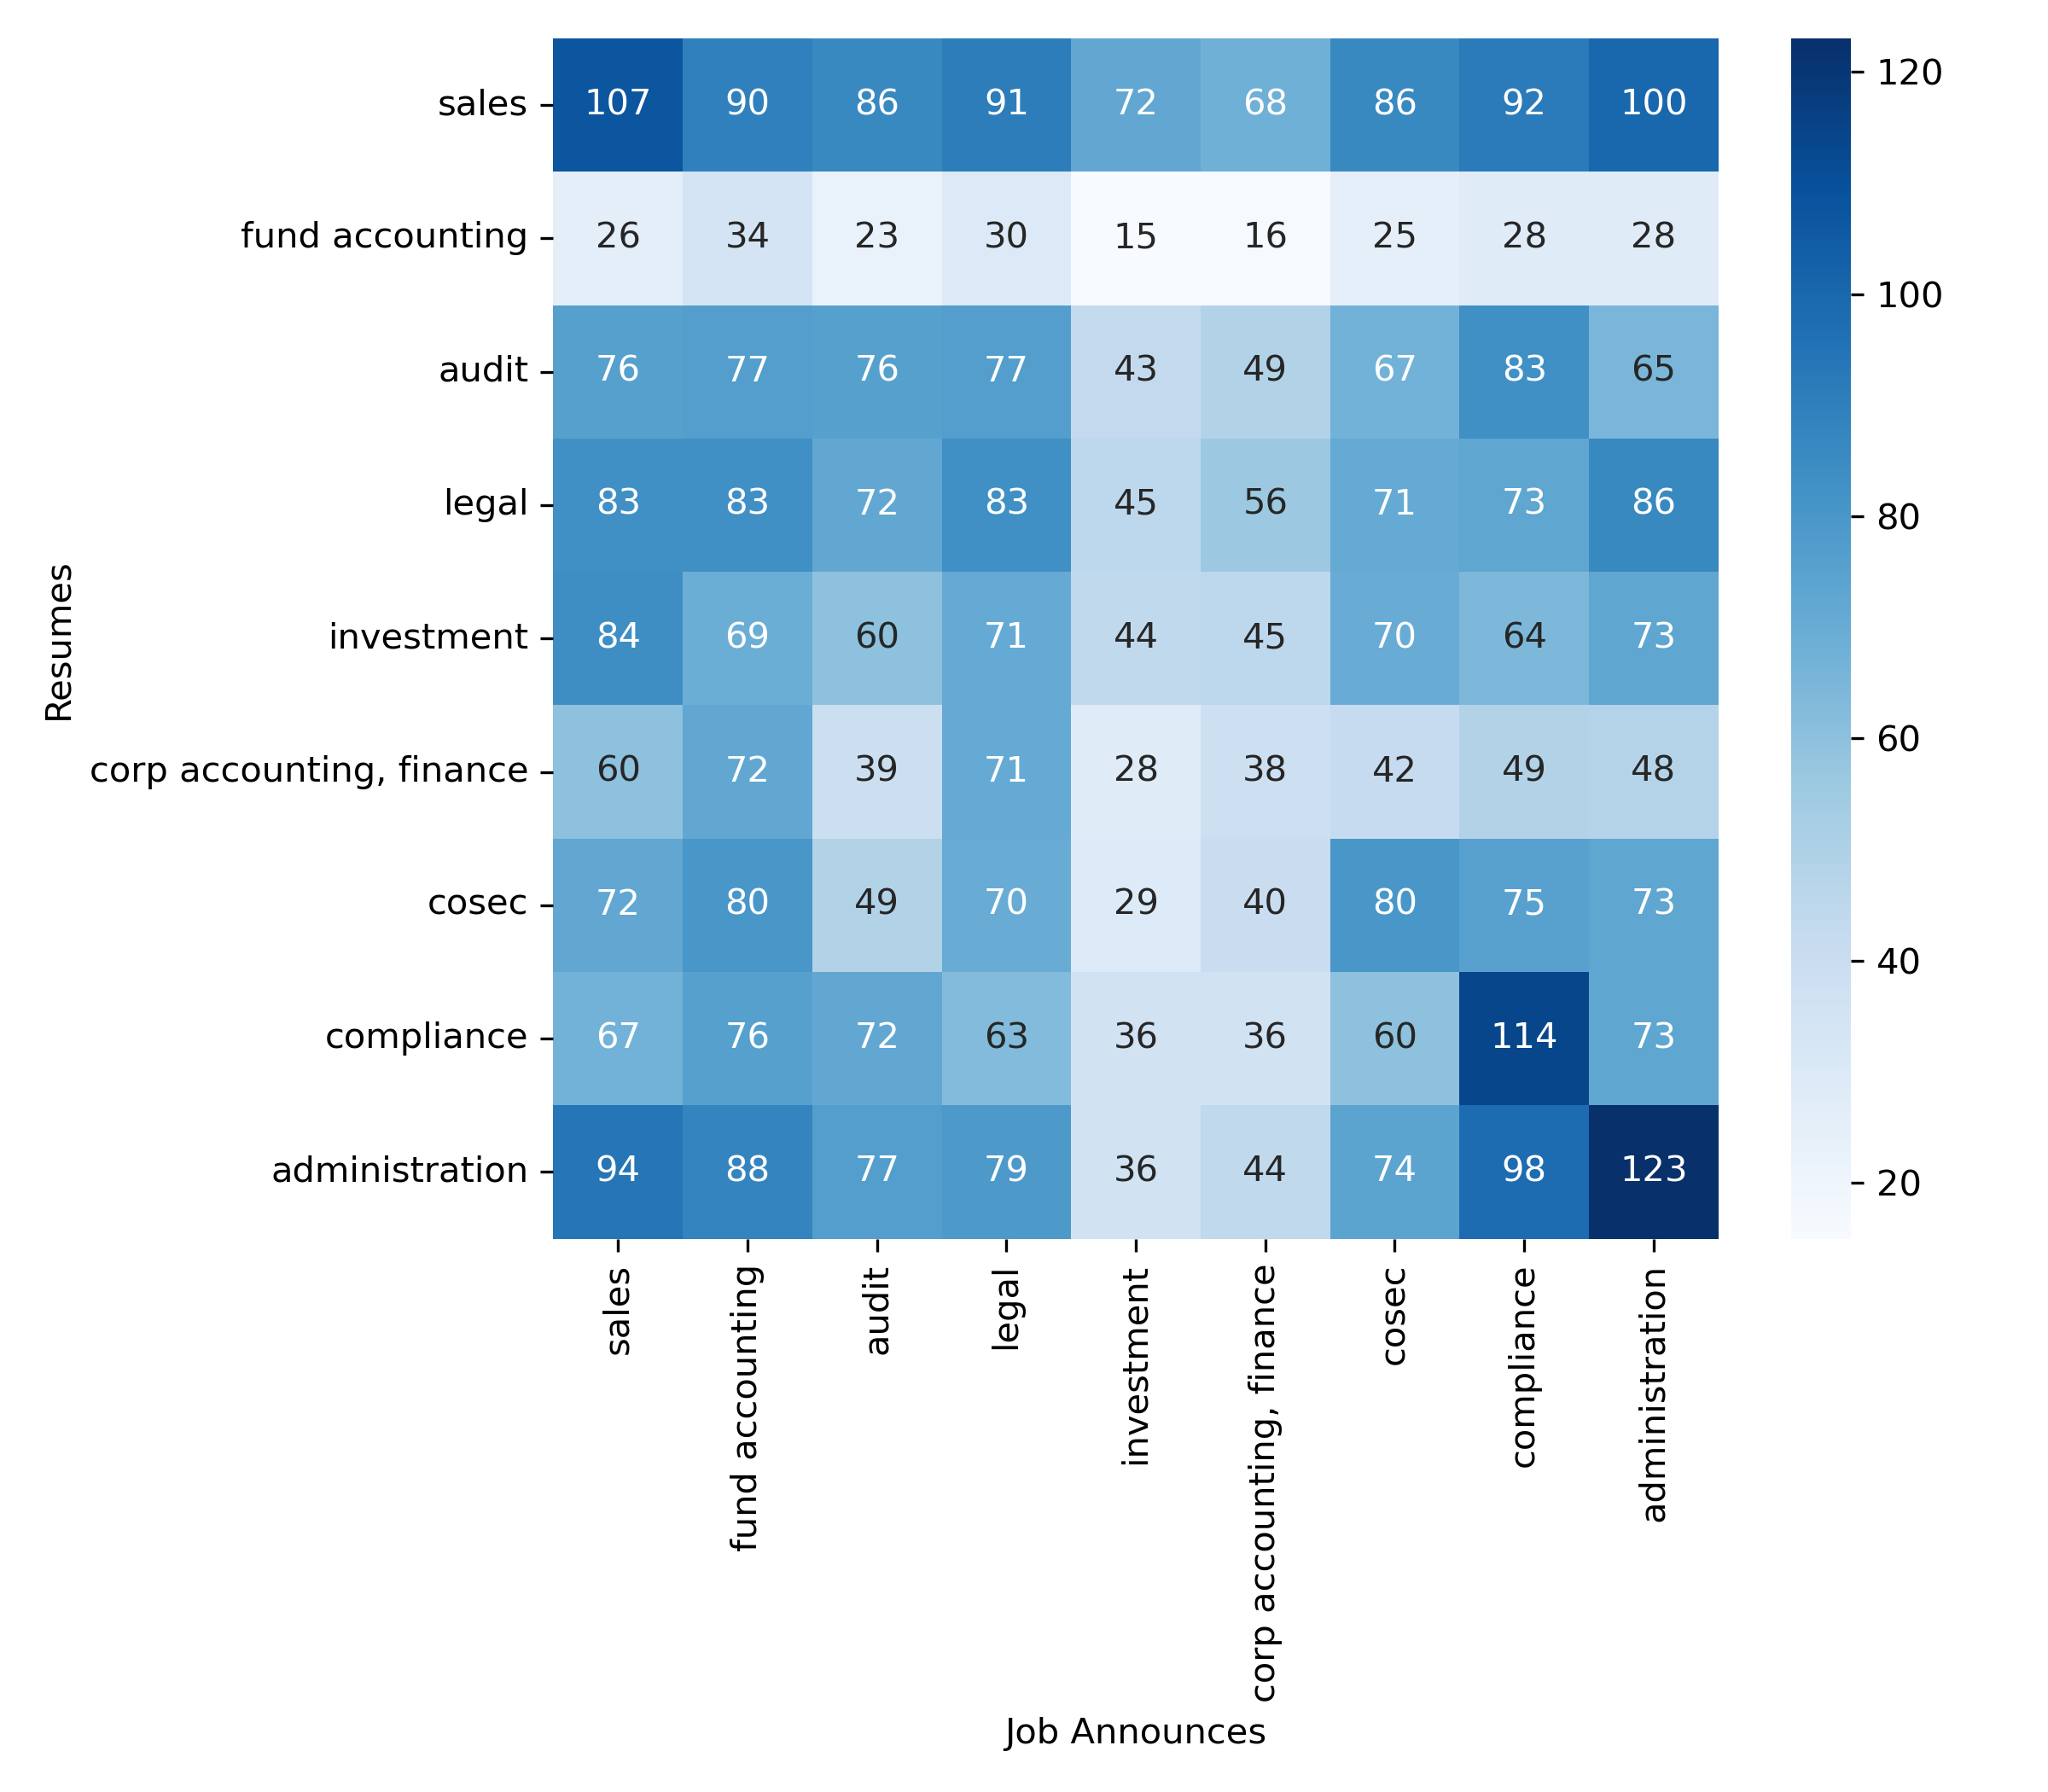 sales 107 90 86 91 72 68 86 92 100
fund accounting 26 34 23 30 15 16 25 28 28
audit 76 77 76 77 43 49 67 83 65
legal 83 83 72 83 45 56 71 73 86
investment 84 69 60 71 44 45 70 64 73
corp accounting, finance 60 72 39 71 28 38 42 49 48
cosec 72 80 49 70 29 40 80 75 73
compliance 67 76 72 63 36 36 60 114 73
administration 94 88 77 79 36 44 74 98 123
Resumes
sales
fund accounting
audit
legal
investment
corp accounting, finance
cosec
compliance
administration
Job Announces
120
100
80
60
40
20